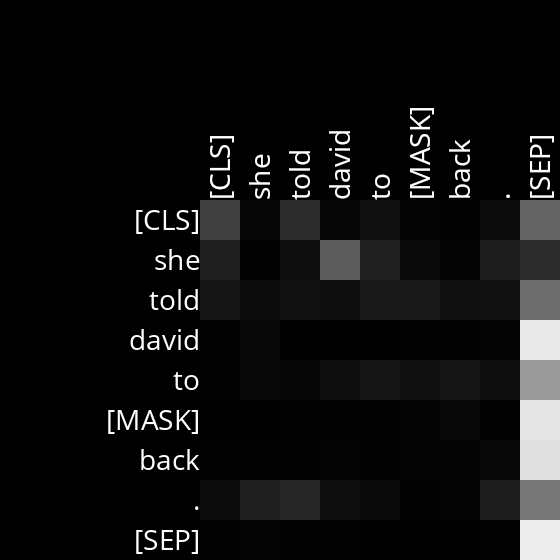 [CLS] she told david to [MASK] back . [SEP]
[CLS]
she
told
david
to
[MASK]
back
.
[SEP]